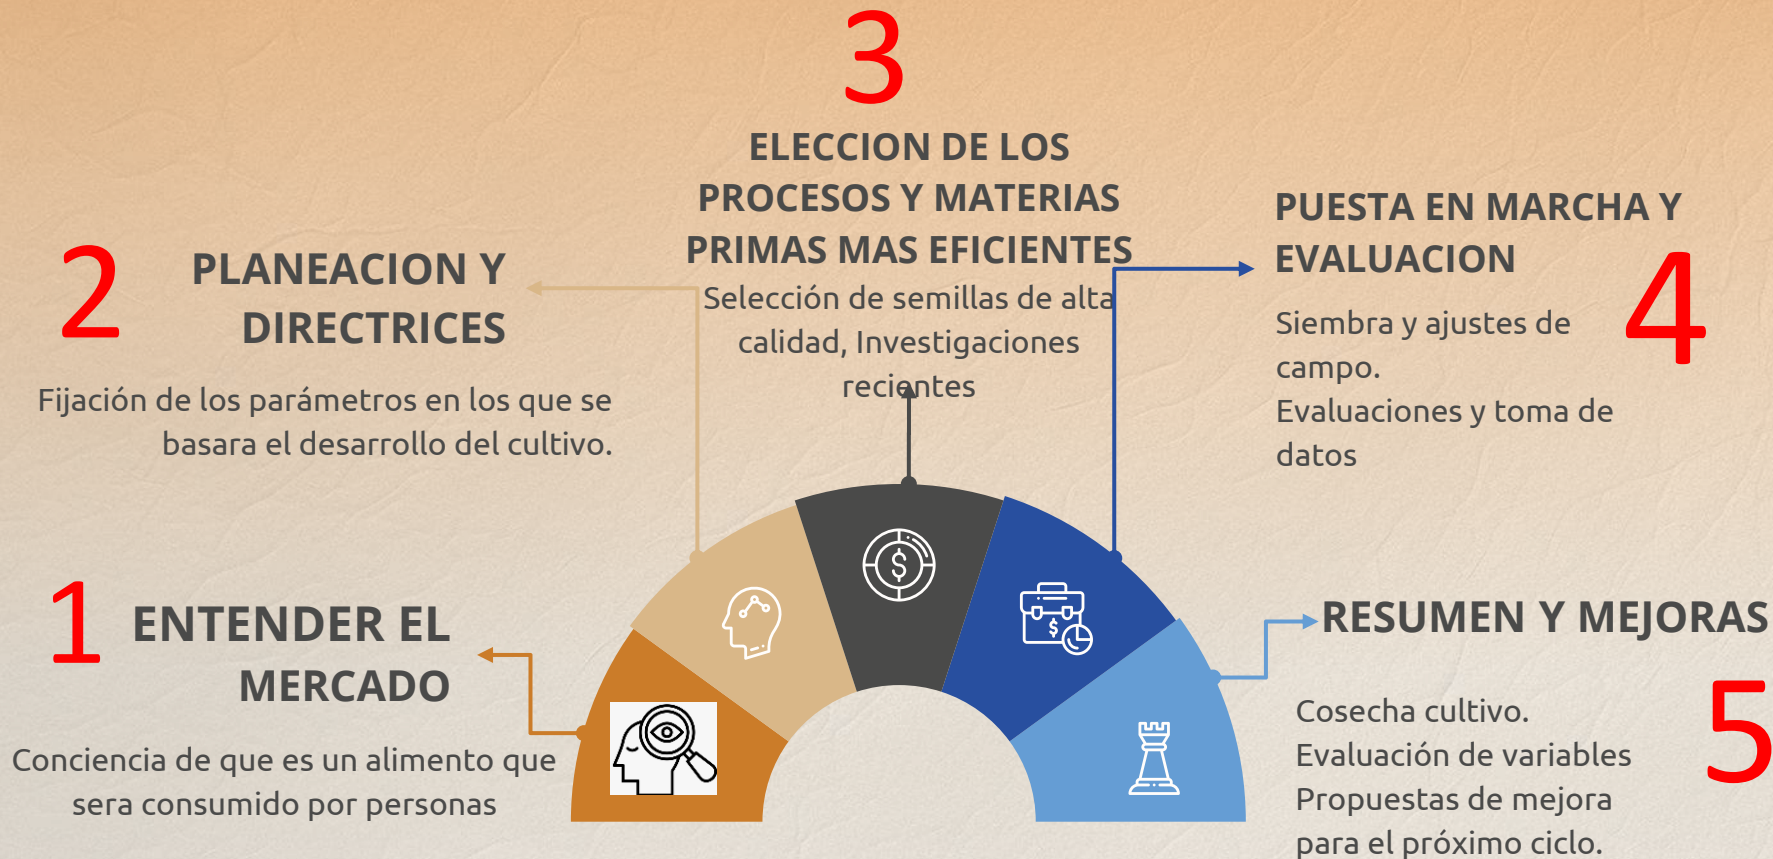 1
ENTENDER EL
MERCADO
Conciencia de que es un alimento que
sera consumido por personas
2
PLANEACION Y
DIRECTRICES
Fijación de los parámetros en los que se
basara el desarrollo del cultivo.
3
ELECCION DE LOS
PROCESOS Y MATERIAS
PRIMAS MAS EFICIENTES
Selección de semillas de alta
calidad, Investigaciones
recientes
4
PUESTA EN MARCHA Y
EVALUACION
Siembra y ajustes de
campo.
Evaluaciones y toma de
datos
5
RESUMEN Y MEJORAS
Cosecha cultivo.
Evaluación de variables
Propuestas de mejora
para el próximo ciclo.
$
$